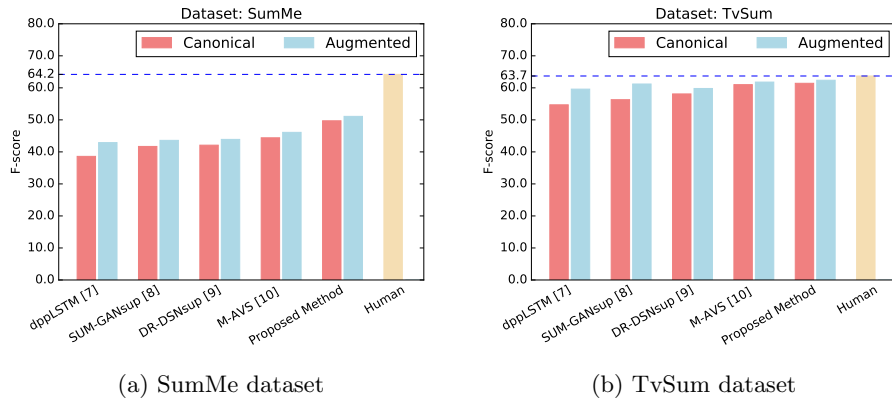 Dataset: SumMe
80.0
70.0
64.2
60.0
50.0
40.0
30.0
20.0
10.0
0.0
F-score
Canonical Augmented
dppLSTM [7]
SUM-GANsup [8]
DR-DSNsup [9]
M-AVS [10]
Proposed Method
Human
(a) SumMe dataset
Dataset: TvSum
80.0
70.0
63.7
60.0
50.0
40.0
30.0
20.0
10.0
0.0
F-score
Canonical Augmented
dppLSTM [7]
SUM-GANsup [8]
DR-DSNsup [9]
M-AVS [10]
Proposed Method
Human
(b) TvSum dataset